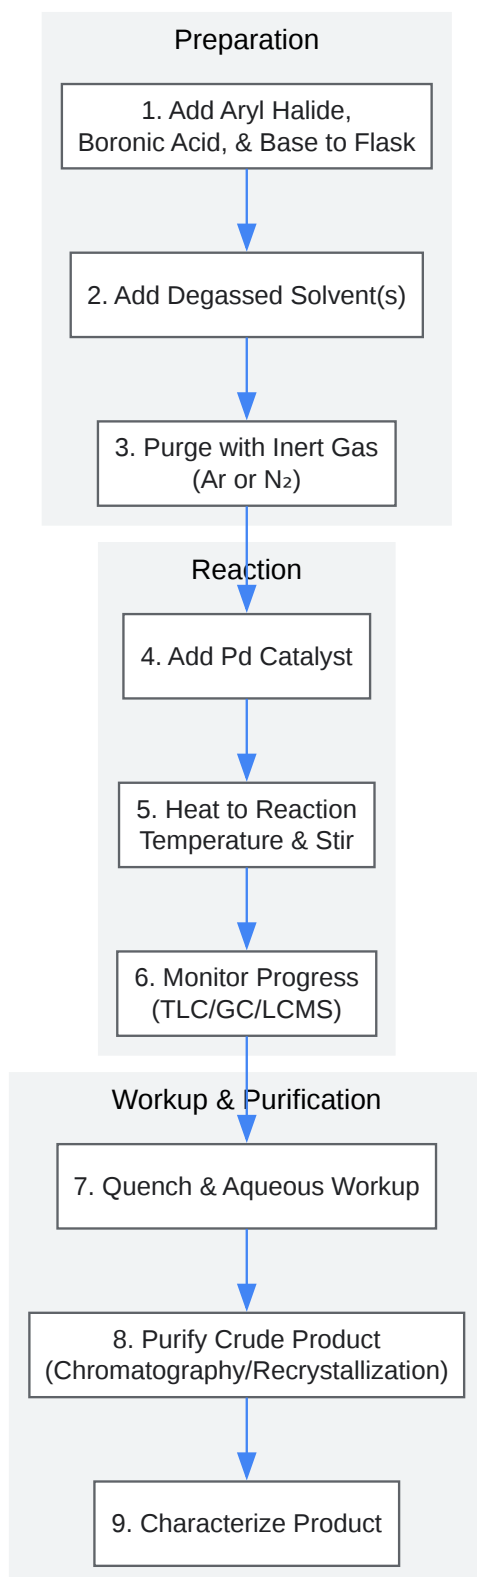 Preparation
1. Add Aryl Halide,
Boronic Acid, & Base to Flask
2. Add Degassed Solvent(s)
3. Purge with Inert Gas
(Ar or N₂)
Reaction
4. Add Pd Catalyst
5. Heat to Reaction
Temperature & Stir
6. Monitor Progress
(TLC/GC/LCMS)
Workup & Purification
7. Quench & Aqueous Workup
8. Purify Crude Product
(Chromatography/Recrystallization)
9. Characterize Product